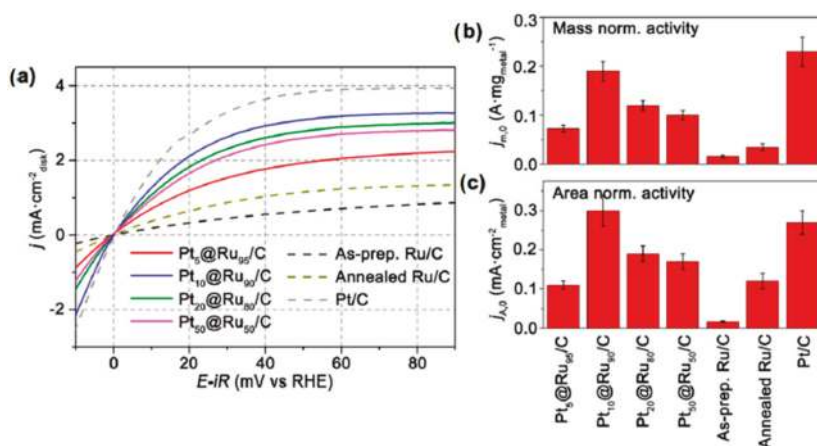 (a)
j (mA·cm⁻²disk)
4
2
0
-2
0
20
40
60
80
E-iR (mV vs RHE)
Pt₅@Ru₉₅/C
Pt₁₀@Ru₉₀/C
Pt₂₀@Ru₈₀/C
Pt₅₀@Ru₅₀/C
As-prep. Ru/C
Annealed Ru/C
Pt/C
(b)
Mass norm. activity
jm,0 (A·mgmetal⁻¹)
0.3
0.2
0.1
0.0
(c)
Area norm. activity
jA,0 (mA·cm⁻²metal)
0.3
0.2
0.1
0.0
Pt₅@Ru₉₅/C
Pt₁₀@Ru₉₀/C
Pt₂₀@Ru₈₀/C
Pt₅₀@Ru₅₀/C
As-prep. Ru/C
Annealed Ru/C
Pt/C